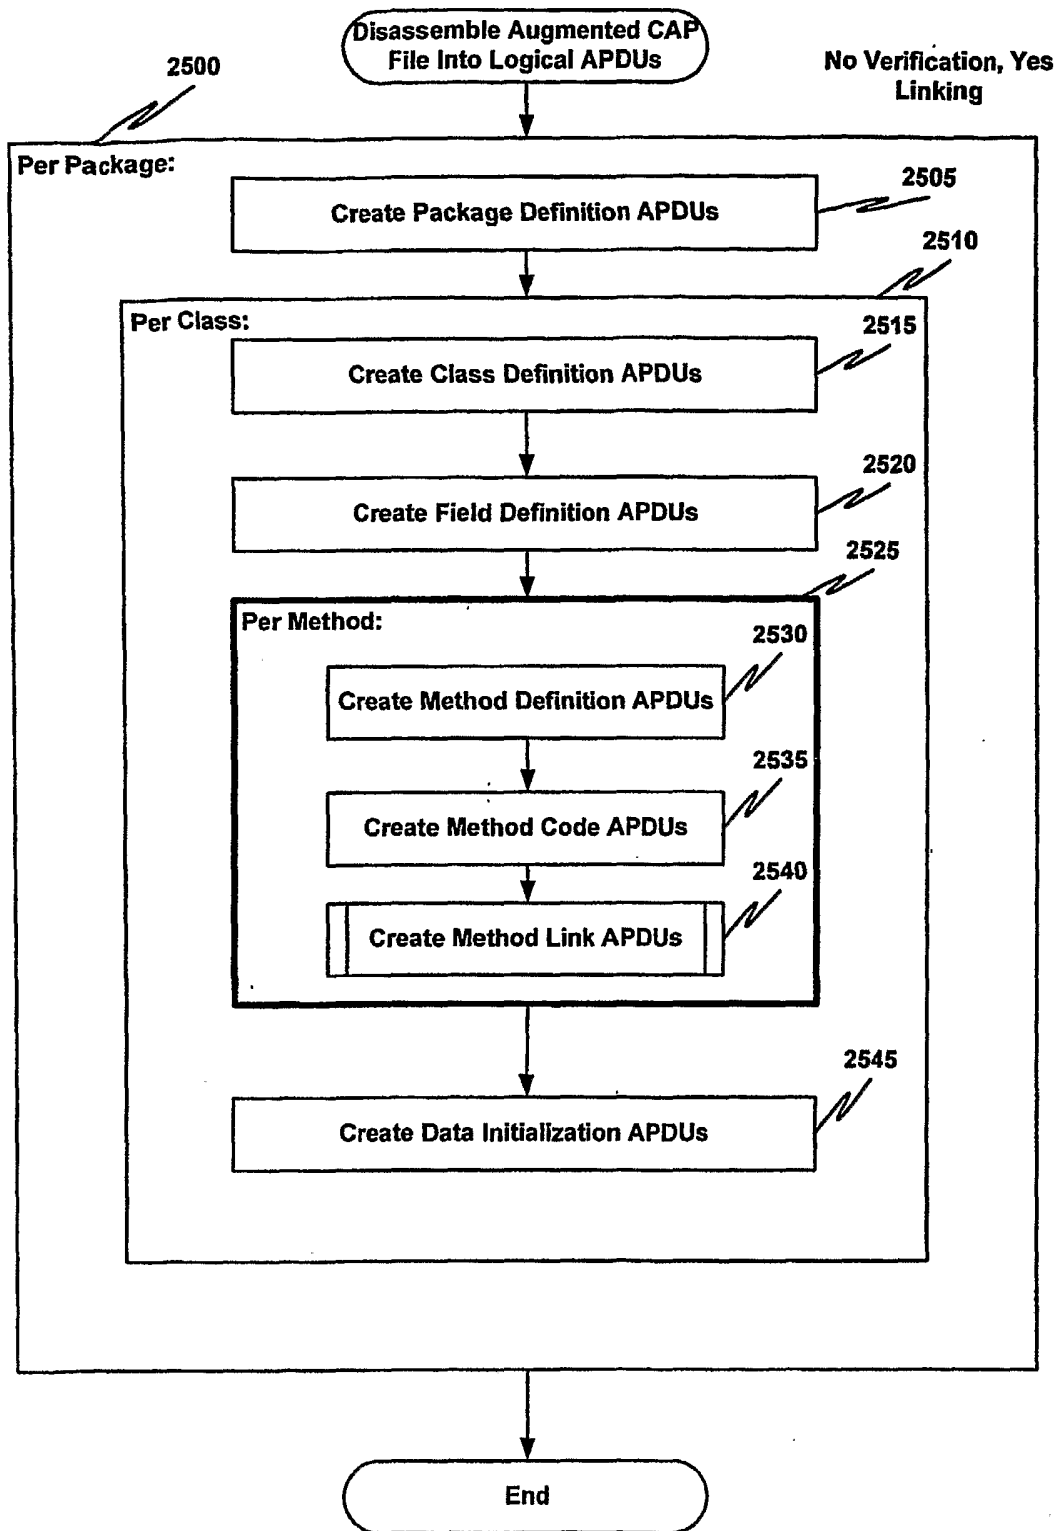 Disassemble Augmented CAP
File Into Logical APDUs
No Verification, Yes
Linking
2500
Per Package:
2505
Create Package Definition APDUs
2510
Per Class:
2515
Create Class Definition APDUs
2520
Create Field Definition APDUs
2525
Per Method:
2530
Create Method Definition APDUs
2535
Create Method Code APDUs
2540
Create Method Link APDUs
2545
Create Data Initialization APDUs
End